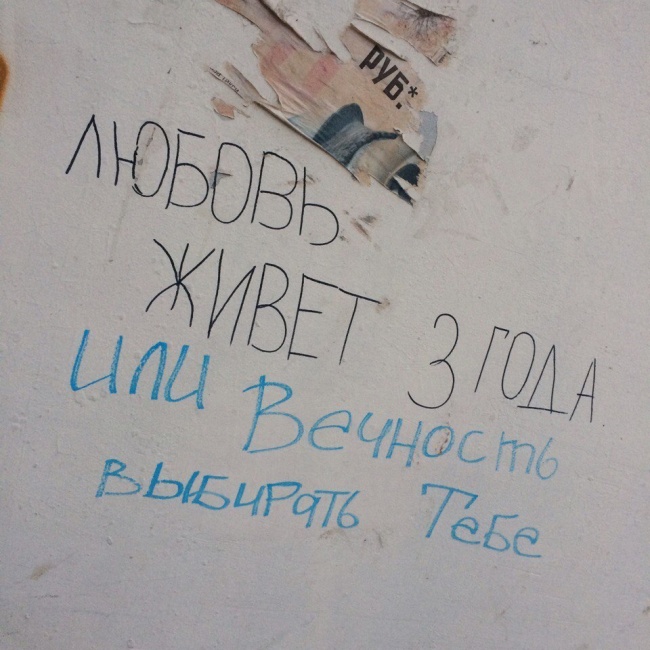 РУБ.*
ЛЮБОВЬ
ЖИВЕТ 3 ГОДА
или Вечность
выбирать Тебе